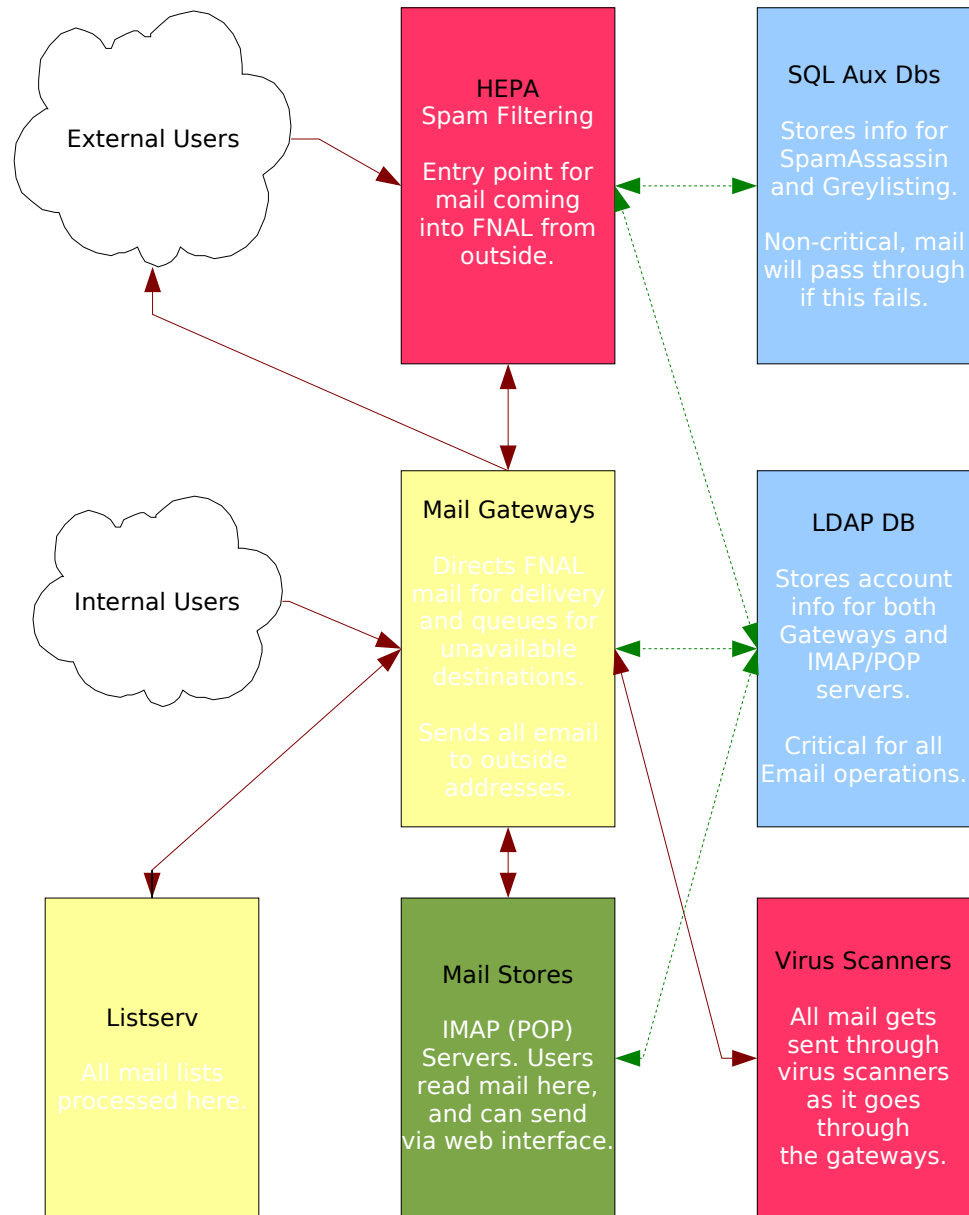 External Users
HEPA
Spam Filtering
Entry point for
mail coming
into FNAL from
outside.
SQL Aux Dbs
Stores info for
SpamAssassin
and Greylisting.
Non-critical, mail
will pass through
if this fails.
Internal Users
Mail Gateways
Directs FNAL
mail for delivery
and queues for
unavailable
destinations.
Sends all email
to outside
addresses.
LDAP DB
Stores account
info for both
Gateways and
IMAP/POP
servers.
Critical for all
Email operations.
Listserv
All mail lists
processed here.
Mail Stores
IMAP (POP)
Servers. Users
read mail here,
and can send
via web interface.
Virus Scanners
All mail gets
sent through
virus scanners
as it goes
through
the gateways.